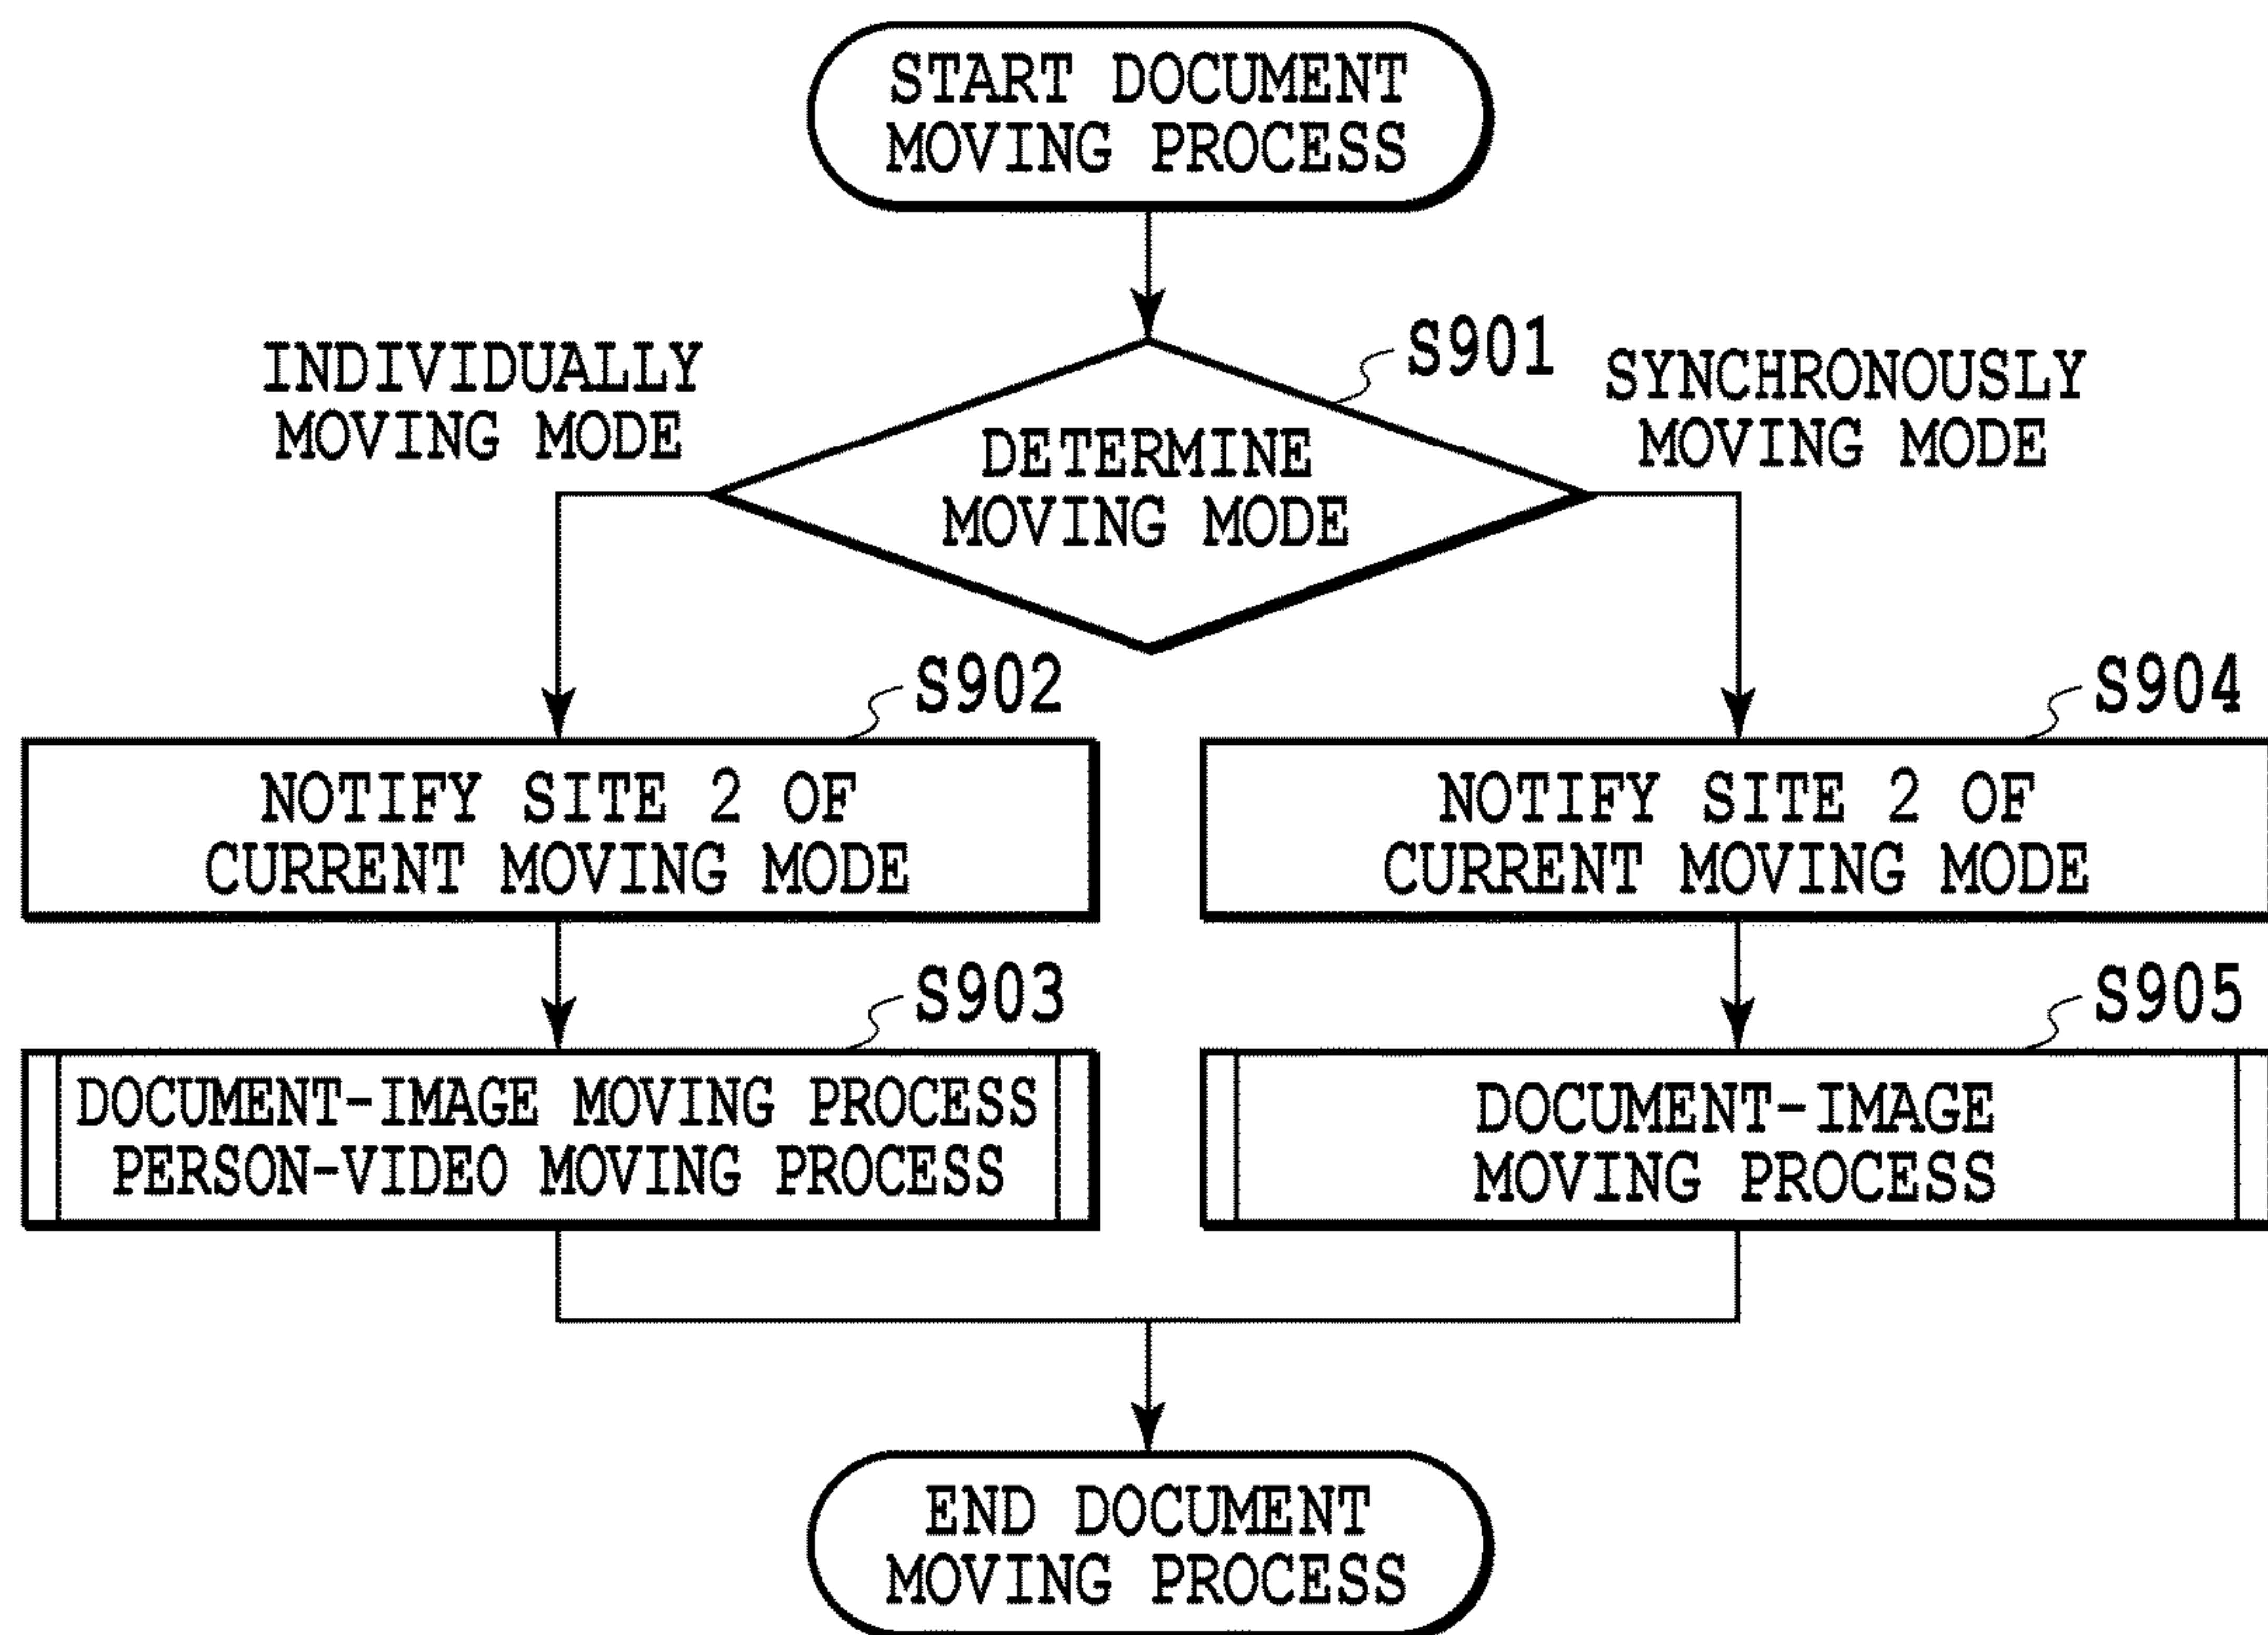 START DOCUMENT
MOVING PROCESS
S901
INDIVIDUALLY
MOVING MODE
SYNCHRONOUSLY
MOVING MODE
DETERMINE
MOVING MODE
S902
NOTIFY SITE 2 OF
CURRENT MOVING MODE
S904
NOTIFY SITE 2 OF
CURRENT MOVING MODE
S903
DOCUMENT-IMAGE MOVING PROCESS
PERSON-VIDEO MOVING PROCESS
S905
DOCUMENT-IMAGE
MOVING PROCESS
END DOCUMENT
MOVING PROCESS